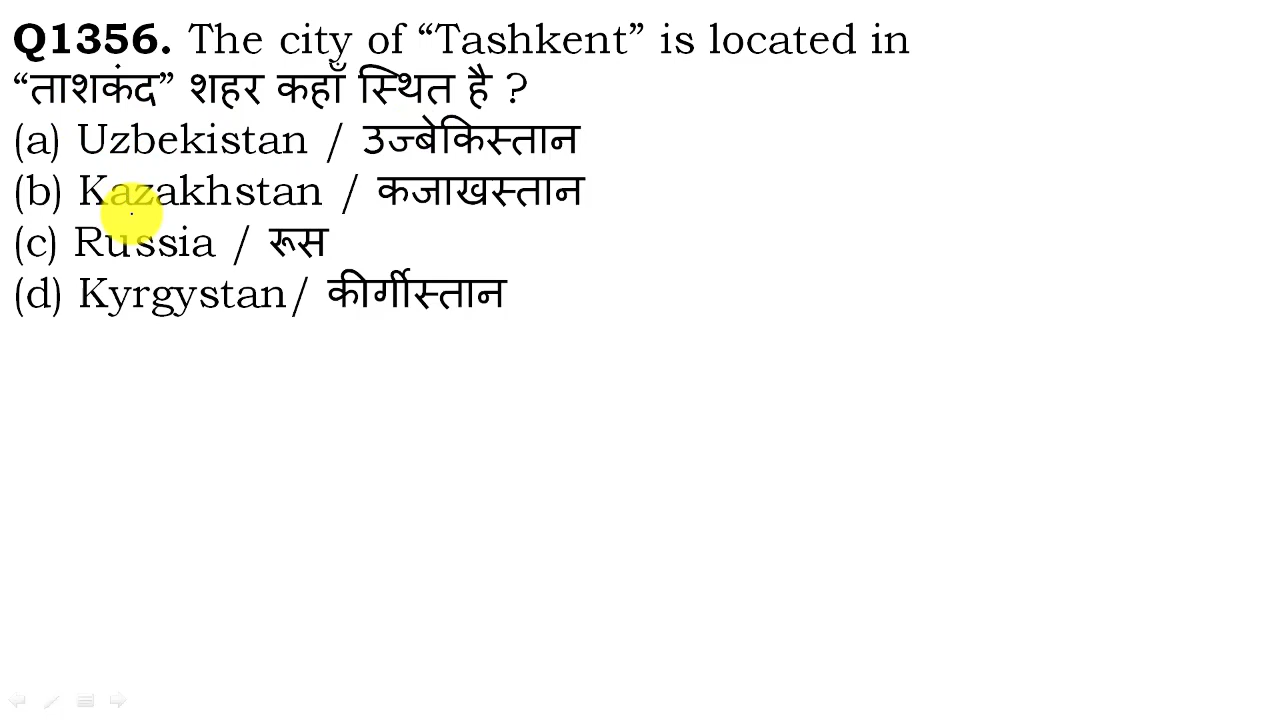 Q1356. The city of “Tashkent” is located in
“ताशकंद” शहर कहाँ स्थित है ?
(a) Uzbekistan / उज्बेकिस्तान
(b) Kazakhstan / कजाखस्तान
(c) Russia / रूस
(d) Kyrgystan/ कीर्गीस्तान